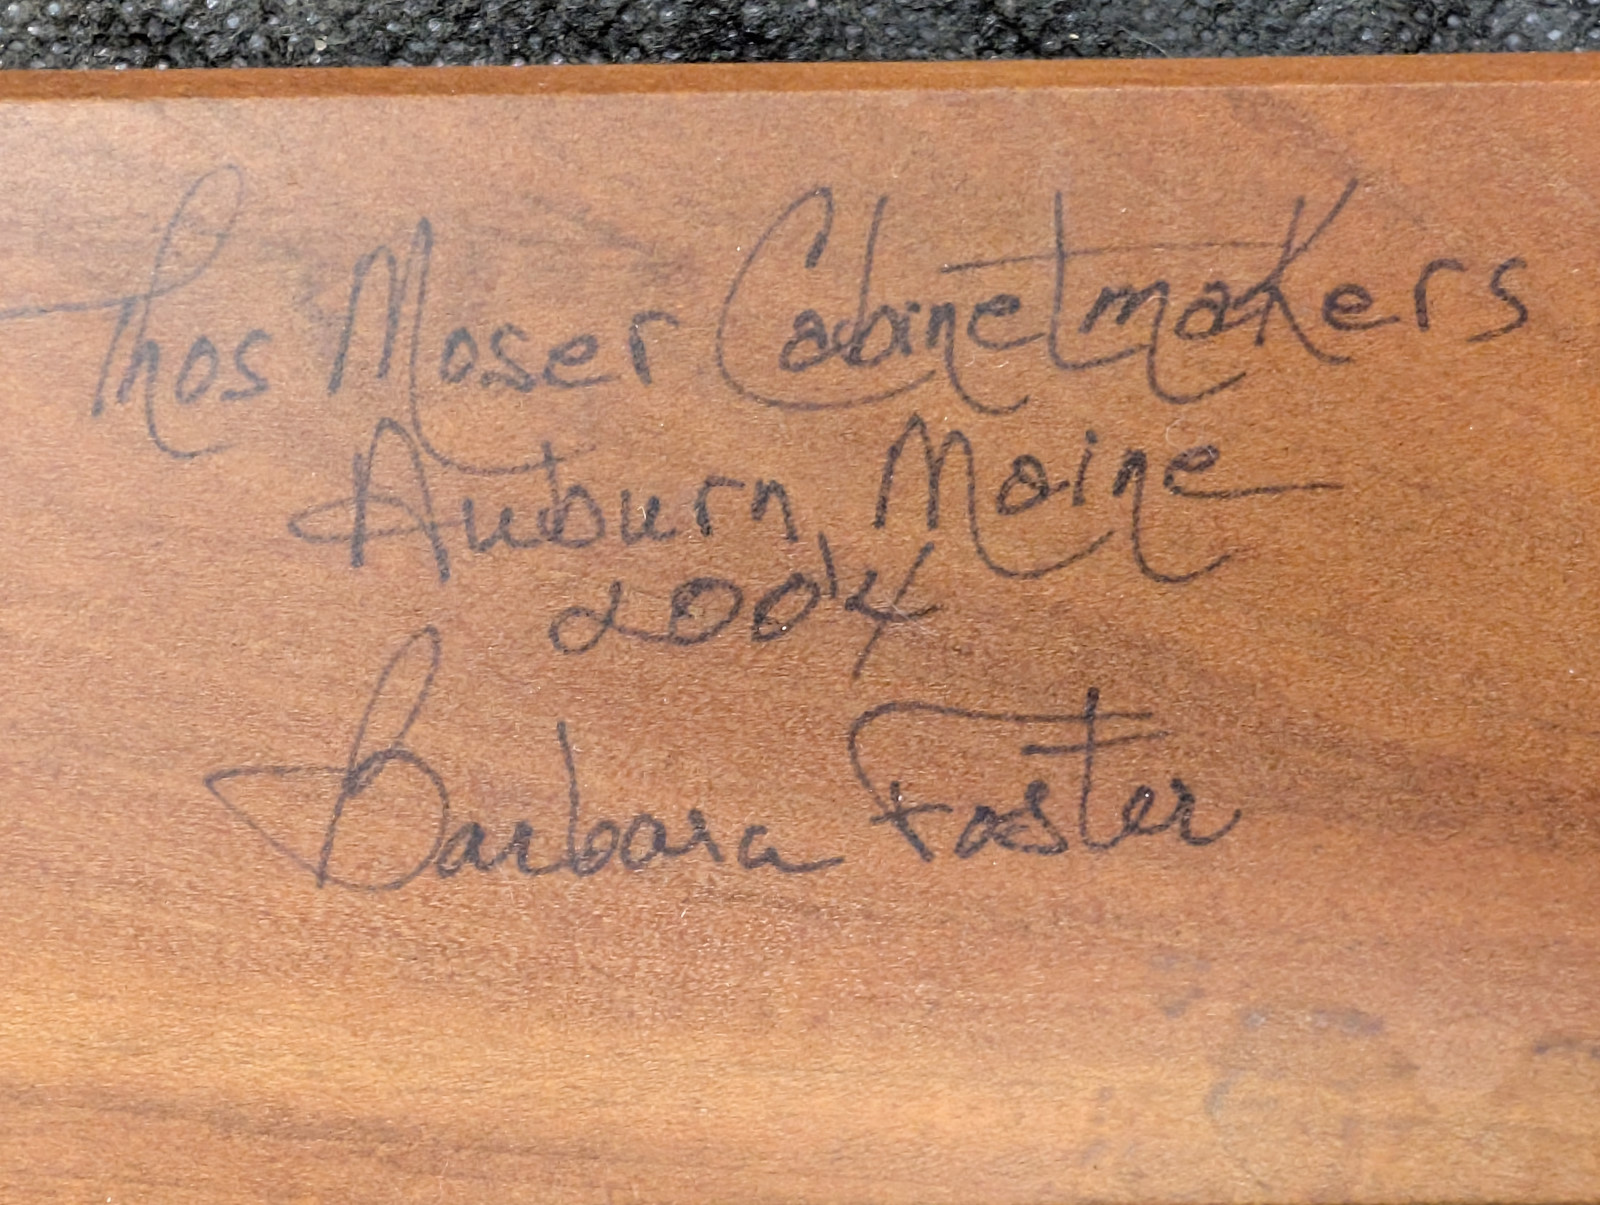 Thos Moser Cabinetmakers
Auburn, Maine
2004
Barbara Foster